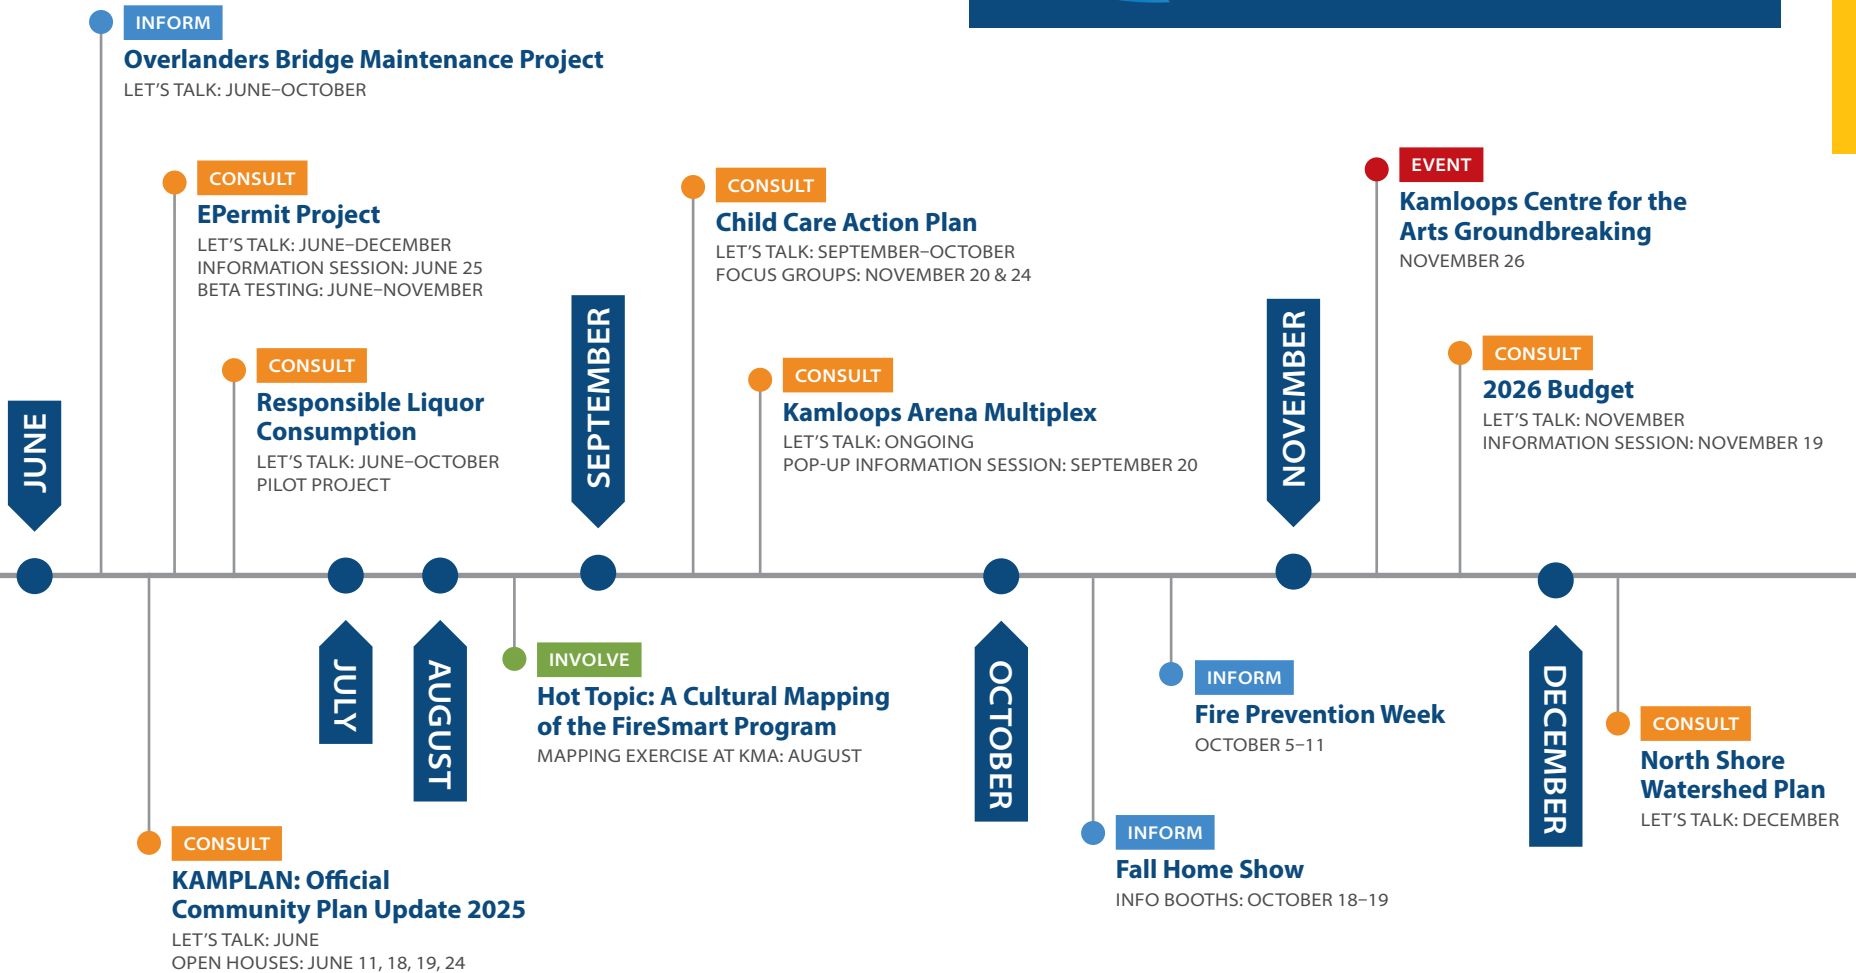 INFORM
Overlanders Bridge Maintenance Project
LET'S TALK: JUNE–OCTOBER
CONSULT
EPermit Project
LET'S TALK: JUNE–DECEMBER
INFORMATION SESSION: JUNE 25
BETA TESTING: JUNE–NOVEMBER
CONSULT
Responsible Liquor
Consumption
LET'S TALK: JUNE–OCTOBER
PILOT PROJECT
CONSULT
Child Care Action Plan
LET'S TALK: SEPTEMBER–OCTOBER
FOCUS GROUPS: NOVEMBER 20 & 24
CONSULT
Kamloops Arena Multiplex
LET'S TALK: ONGOING
POP-UP INFORMATION SESSION: SEPTEMBER 20
EVENT
Kamloops Centre for the
Arts Groundbreaking
NOVEMBER 26
CONSULT
2026 Budget
LET'S TALK: NOVEMBER
INFORMATION SESSION: NOVEMBER 19
JUNE
SEPTEMBER
NOVEMBER
JULY
AUGUST
OCTOBER
DECEMBER
INVOLVE
Hot Topic: A Cultural Mapping
of the FireSmart Program
MAPPING EXERCISE AT KMA: AUGUST
INFORM
Fire Prevention Week
OCTOBER 5–11
CONSULT
North Shore
Watershed Plan
LET'S TALK: DECEMBER
INFORM
Fall Home Show
INFO BOOTHS: OCTOBER 18–19
CONSULT
KAMPLAN: Official
Community Plan Update 2025
LET'S TALK: JUNE
OPEN HOUSES: JUNE 11, 18, 19, 24